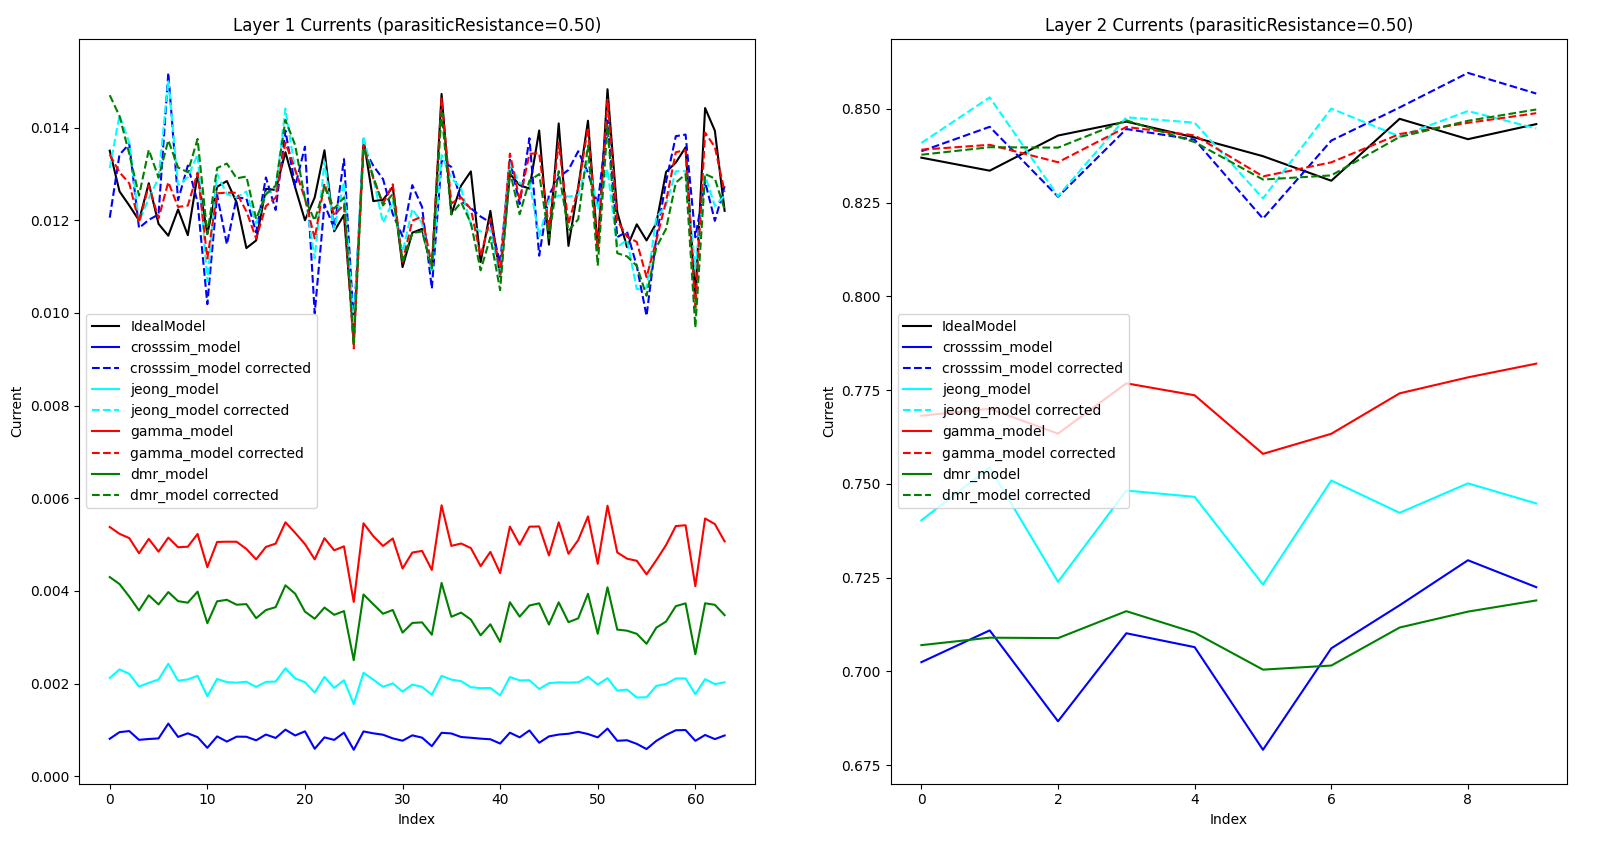 Layer 1 Currents (parasiticResistance=0.50)
0.014
0.012
0.010
0.008
0.006
0.004
0.002
0.000
Current
IdealModel
crosssim_model
crosssim_model corrected
jeong_model
jeong_model corrected
gamma_model
gamma_model corrected
dmr_model
dmr_model corrected
0 10 20 30 40 50 60
Index
Layer 2 Currents (parasiticResistance=0.50)
0.850
0.825
0.800
0.775
0.750
0.725
0.700
0.675
Current
IdealModel
crosssim_model
crosssim_model corrected
jeong_model
jeong_model corrected
gamma_model
gamma_model corrected
dmr_model
dmr_model corrected
0 2 4 6 8
Index